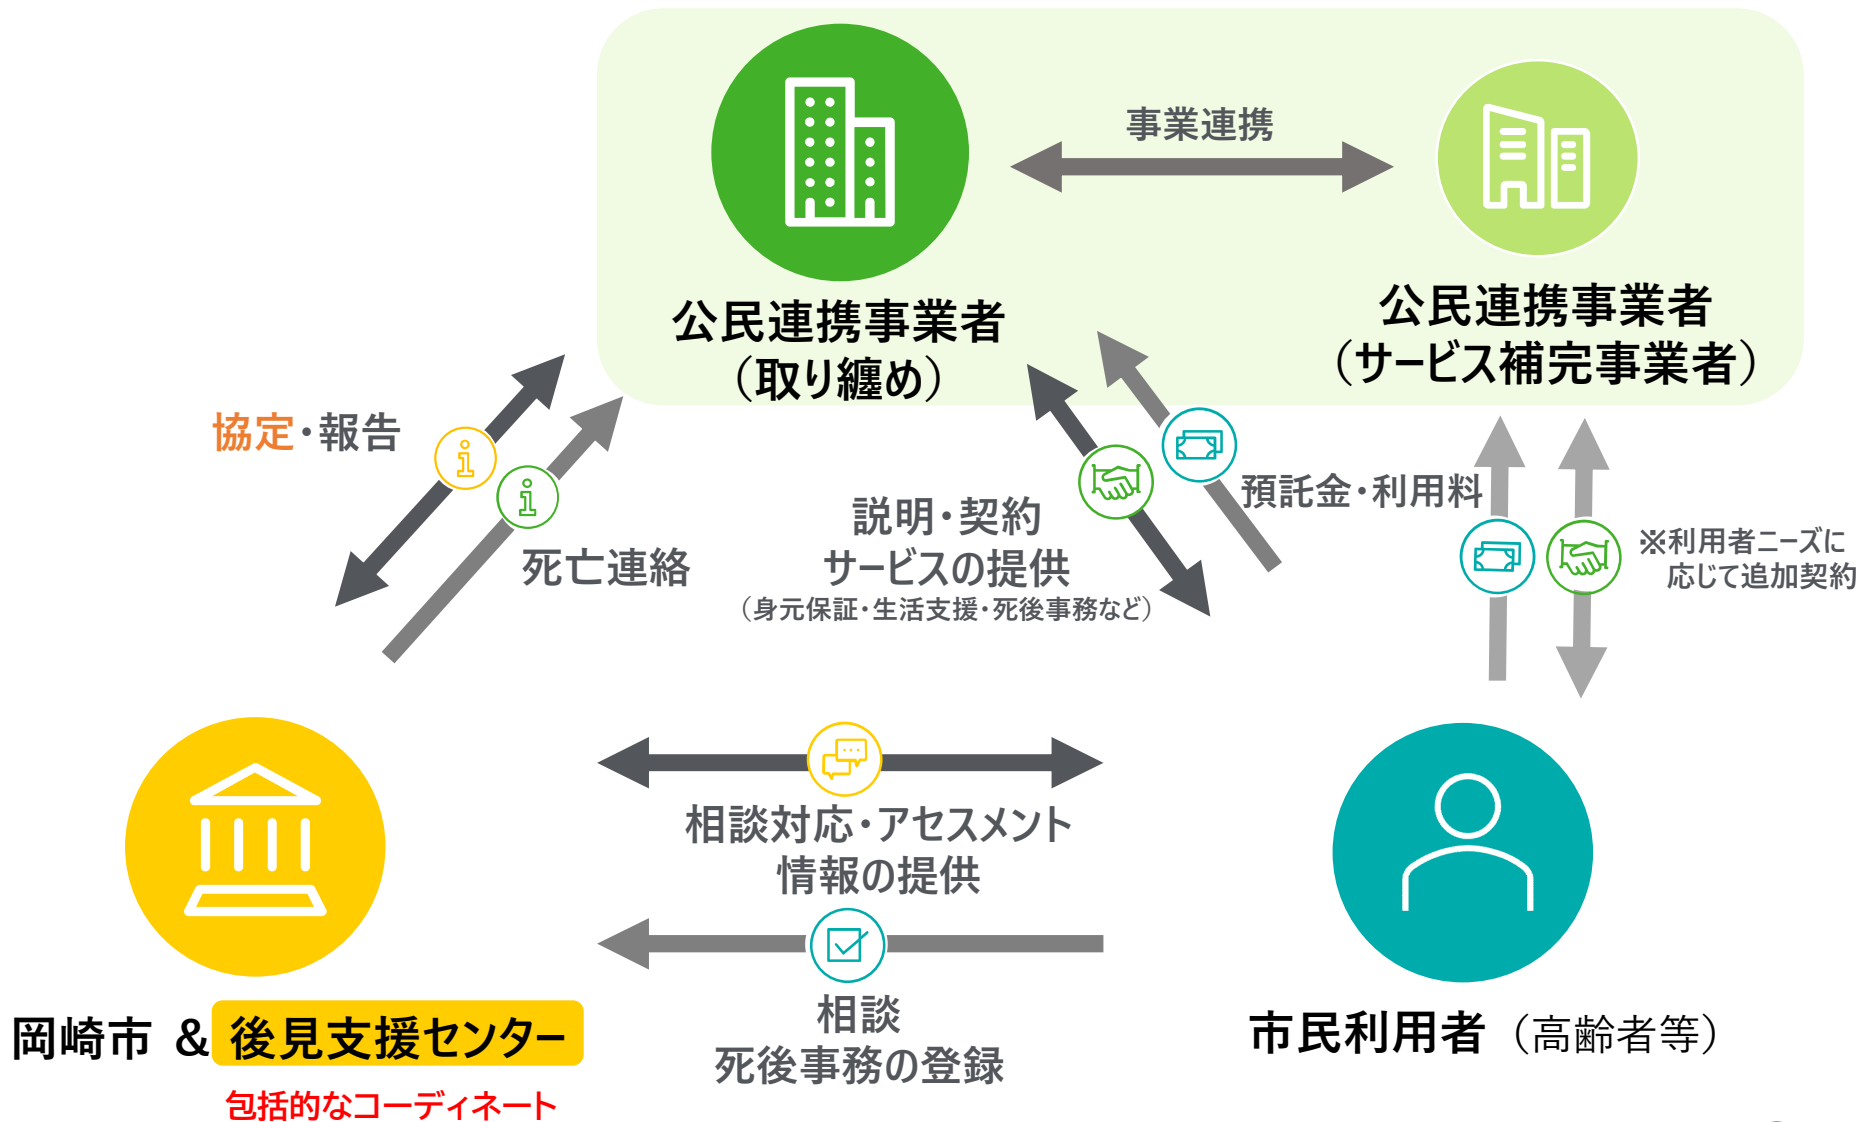 事業連携
公民連携事業者
（取り纏め）
公民連携事業者
（サービス補完事業者）
協定・報告
死亡連絡
説明・契約
サービスの提供
（身元保証・生活支援・死後事務など）
預託金・利用料
※利用者ニーズに
応じて追加契約
相談対応・アセスメント
情報の提供
相談
死後事務の登録
岡崎市 & 後見支援センター
包括的なコーディネート
市民利用者（高齢者等）